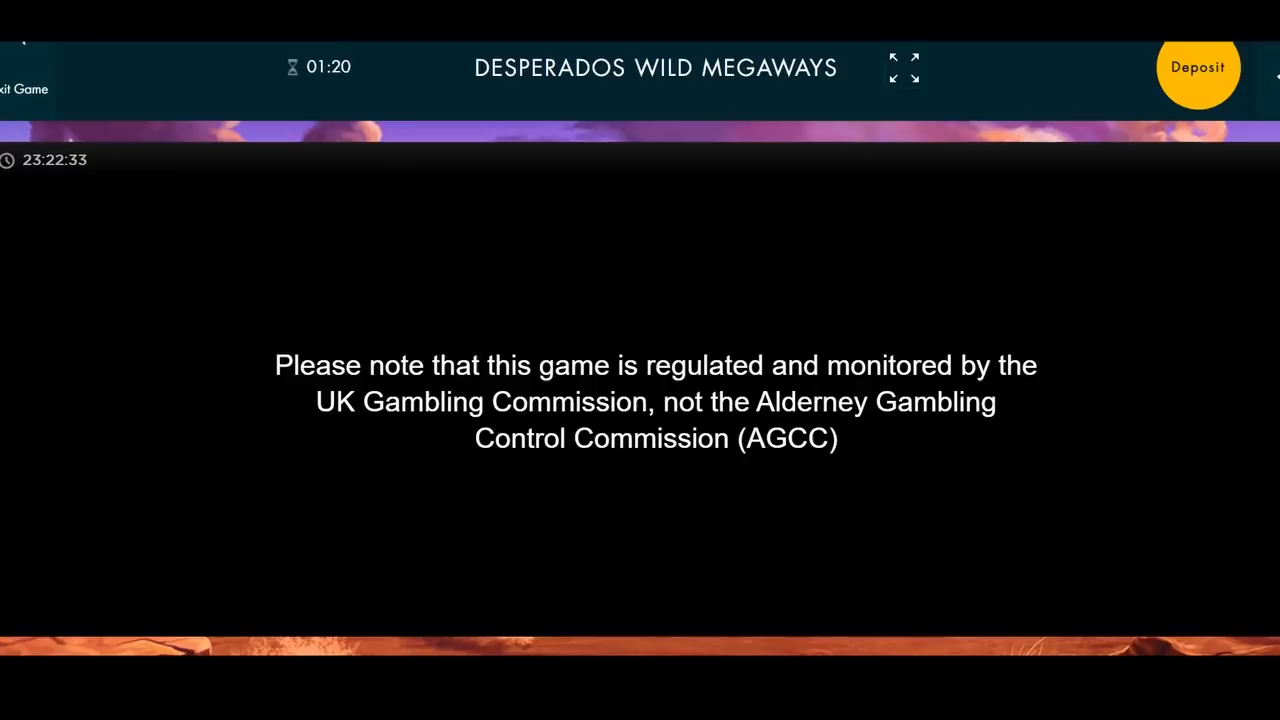 01:20
DESPERADOS WILD MEGAWAYS
Deposit
xit Game
23:22:33
Please note that this game is regulated and monitored by the
UK Gambling Commission, not the Alderney Gambling
Control Commission (AGCC)